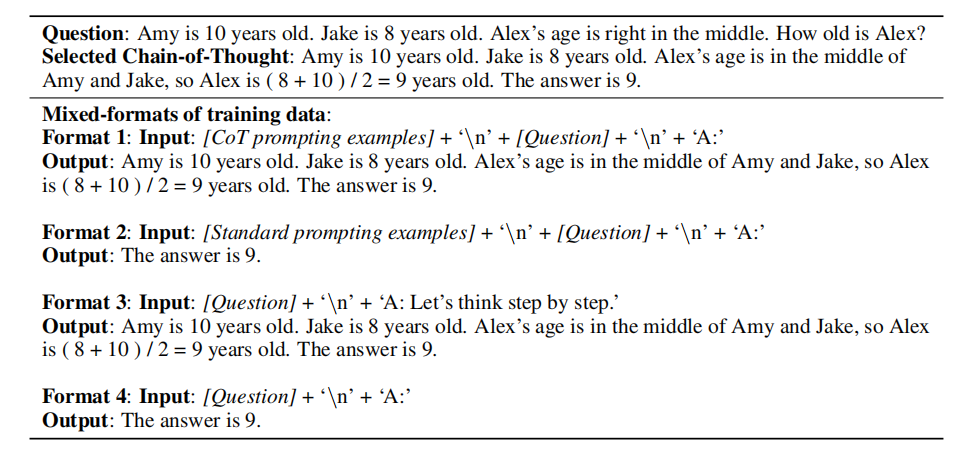 Question: Amy is 10 years old. Jake is 8 years old. Alex’s age is right in the middle. How old is Alex?
Selected Chain-of-Thought: Amy is 10 years old. Jake is 8 years old. Alex’s age is in the middle of
Amy and Jake, so Alex is ( 8 + 10 ) / 2 = 9 years old. The answer is 9.
Mixed-formats of training data:
Format 1: Input: [CoT prompting examples] + ‘\n’ + [Question] + ‘\n’ + ‘A:’
Output: Amy is 10 years old. Jake is 8 years old. Alex’s age is in the middle of Amy and Jake, so Alex
is ( 8 + 10 ) / 2 = 9 years old. The answer is 9.
Format 2: Input: [Standard prompting examples] + ‘\n’ + [Question] + ‘\n’ + ‘A:’
Output: The answer is 9.
Format 3: Input: [Question] + ‘\n’ + ‘A: Let’s think step by step.’
Output: Amy is 10 years old. Jake is 8 years old. Alex’s age is in the middle of Amy and Jake, so Alex
is ( 8 + 10 ) / 2 = 9 years old. The answer is 9.
Format 4: Input: [Question] + ‘\n’ + ‘A:’
Output: The answer is 9.